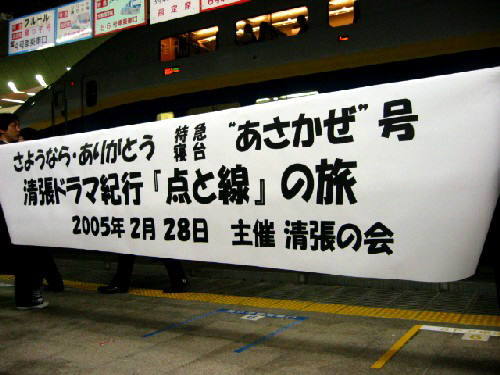 さようなら・ありがとう 特急寝台 "あさかぜ" 号
清張ドラマ紀行『点と線』の旅
2005年2月28日 主催 清張の会